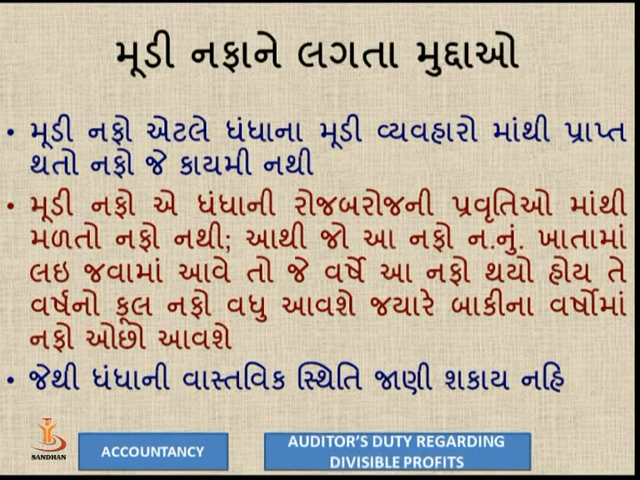 મૂડી નફાને લગતા મુદ્દાઓ
• મૂડી નફો એટલે ધંધાના મૂડી વ્યવહારો માંથી પ્રાપ્ત
થતો નફો જે કાયમી નથી
• મૂડી નફો એ ધંધાની રોજબરોજની પ્રવૃતિઓ માંથી
મળતો નફો નથી; આથી જો આ નફો ન.નું. ખાતામાં
લઇ જવામાં આવે તો જે વર્ષે આ નફો થયો હોય તે
વર્ષનો કૂલ નફો વધુ આવશે જયારે બાકીના વર્ષોમાં
નફો ઓછો આવશે
• જેથી ધંધાની વાસ્તવિક સ્થિતિ જાણી શકાય નહિ
SANDHAN
ACCOUNTANCY
AUDITOR'S DUTY REGARDING
DIVISIBLE PROFITS